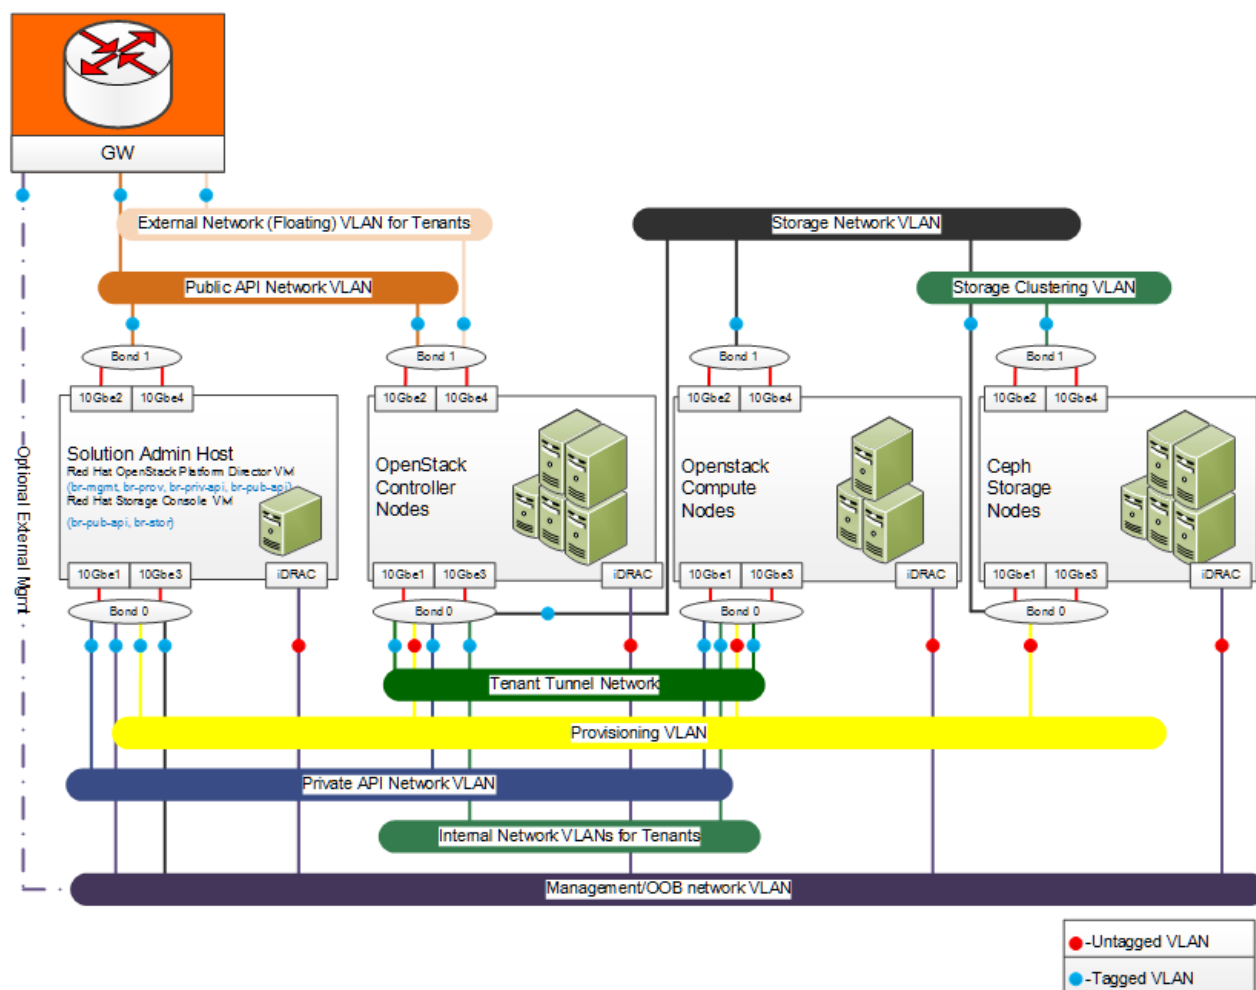 GW
External Network (Floating) VLAN for Tenants
Storage Network VLAN
Public API Network VLAN
Storage Clustering VLAN
Bond 1
Bond 1
Bond 1
Bond 1
10Gbe2 10Gbe4
10Gbe2 10Gbe4
10Gbe2 10Gbe4
10Gbe2 10Gbe4
Solution Admin Host
Red Hat OpenStack Platform Director VM
(br-mgmt, br-prov, br-priv-api, br-pub-api)
Red Hat Storage Console VM
(br-pub-api, br-stor)
OpenStack
Controller
Nodes
Openstack
Compute
Nodes
Ceph
Storage
Nodes
10Gbe1 10Gbe3 iDRAC
10Gbe1 10Gbe3 iDRAC
10Gbe1 10Gbe3 iDRAC
10Gbe1 10Gbe3 iDRAC
Bond 0
Bond 0
Bond 0
Bond 0
Optional External Mgmt
Tenant Tunnel Network
Provisioning VLAN
Private API Network VLAN
Internal Network VLANs for Tenants
Management/OOB network VLAN
-Untagged VLAN
-Tagged VLAN